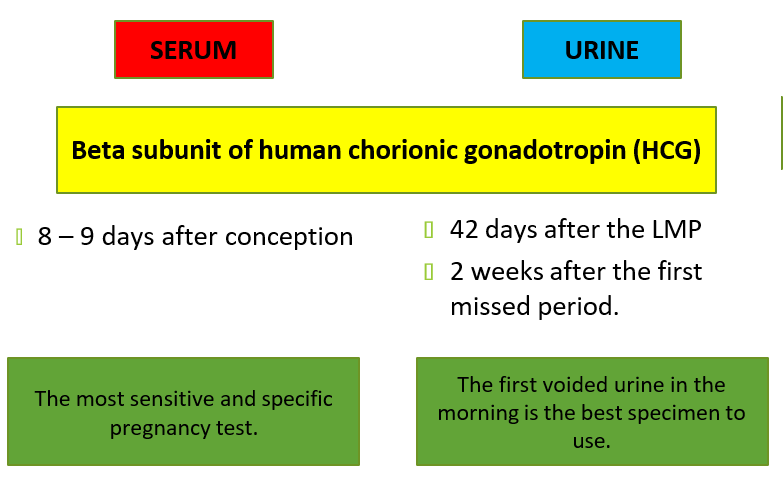 SERUM
URINE
Beta subunit of human chorionic gonadotropin (HCG)
8 – 9 days after conception
42 days after the LMP
2 weeks after the first
missed period.
The most sensitive and specific
pregnancy test.
The first voided urine in the
morning is the best specimen to
use.